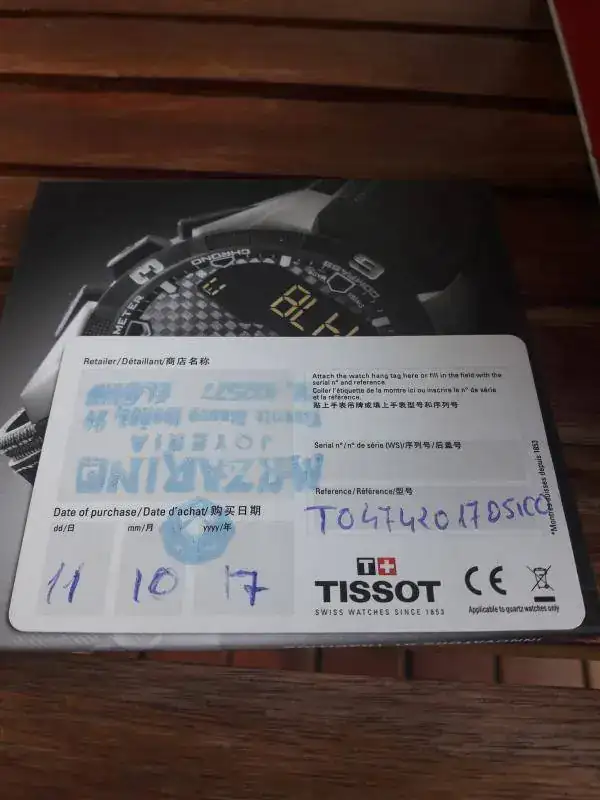 CHRONO
COMPASS
METER
Retailer/Détaillant/商店名称
MAZARINO
JOYERIA
Date of purchase/Date d'achat/购买日期
dd/日 mm/月 yyyy/年
11 10 17
Attach the watch hang tag here or fill in the field with the
serial n° and reference.
Coller l'étiquette de la montre ici ou inscrire le n° de série
et la référence.
贴上手表吊牌或填上手表型号和序列号
Serial n°/n° de série (WS)/序列号/后盖号
Reference/Référence/型号
T0474201705100
T+
TISSOT
SWISS WATCHES SINCE 1853
CE
Applicable to quartz watches only
*Montres suisses depuis 1853